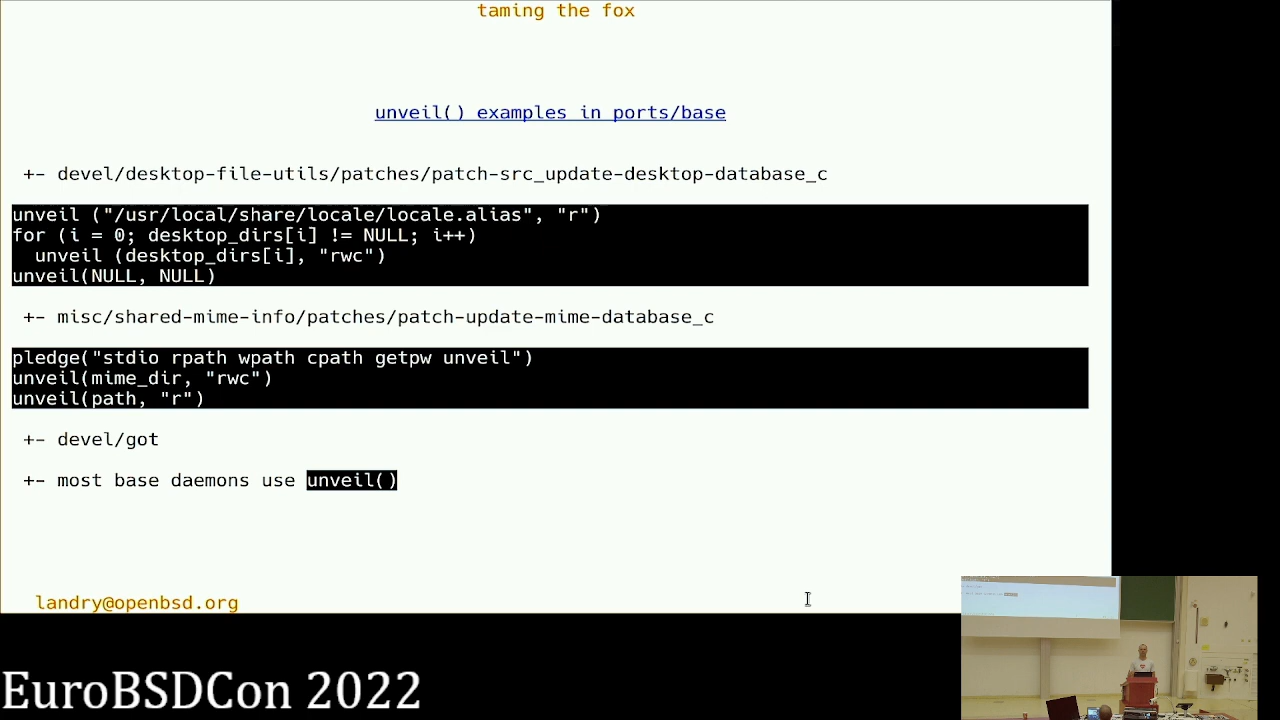 taming the fox
unveil() examples in ports/base
+- devel/desktop-file-utils/patches/patch-src_update-desktop-database_c
unveil ("/usr/local/share/locale/locale.alias", "r")
for (i = 0; desktop_dirs[i] != NULL; i++)
  unveil (desktop_dirs[i], "rwc")
unveil(NULL, NULL)
+- misc/shared-mime-info/patches/patch-update-mime-database_c
pledge("stdio rpath wpath cpath getpw unveil")
unveil(mime_dir, "rwc")
unveil(path, "r")
+- devel/got
+- most base daemons use unveil()
landry@openbsd.org
EuroBSDCon 2022